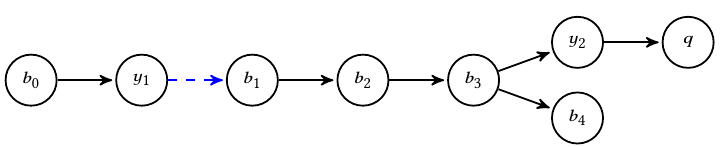 y₂ q
b₀ y₁ b₁ b₂ b₃
b₄